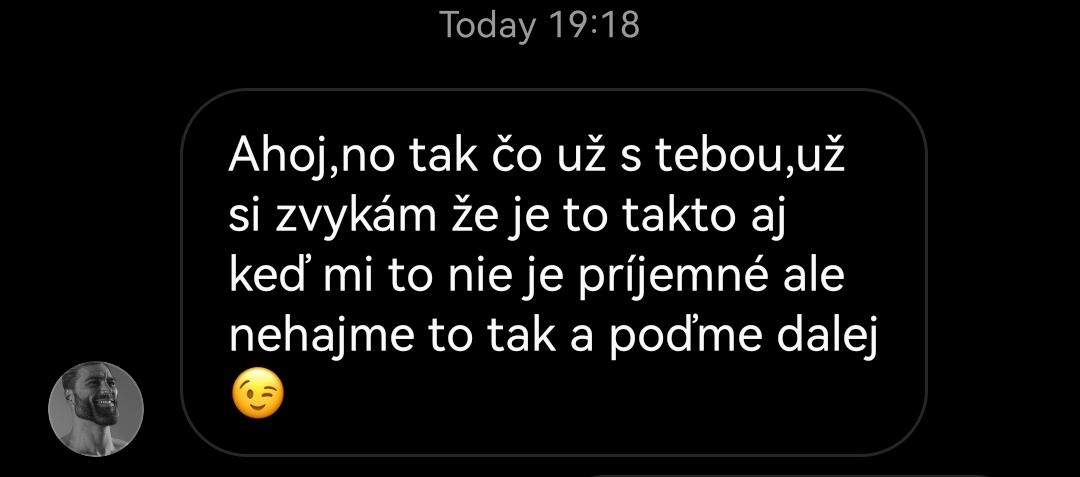 Today 19:18
Ahoj,no tak čo už s tebou,už
si zvykám že je to takto aj
keď mi to nie je príjemné ale
nehajme to tak a poďme dalej
😉